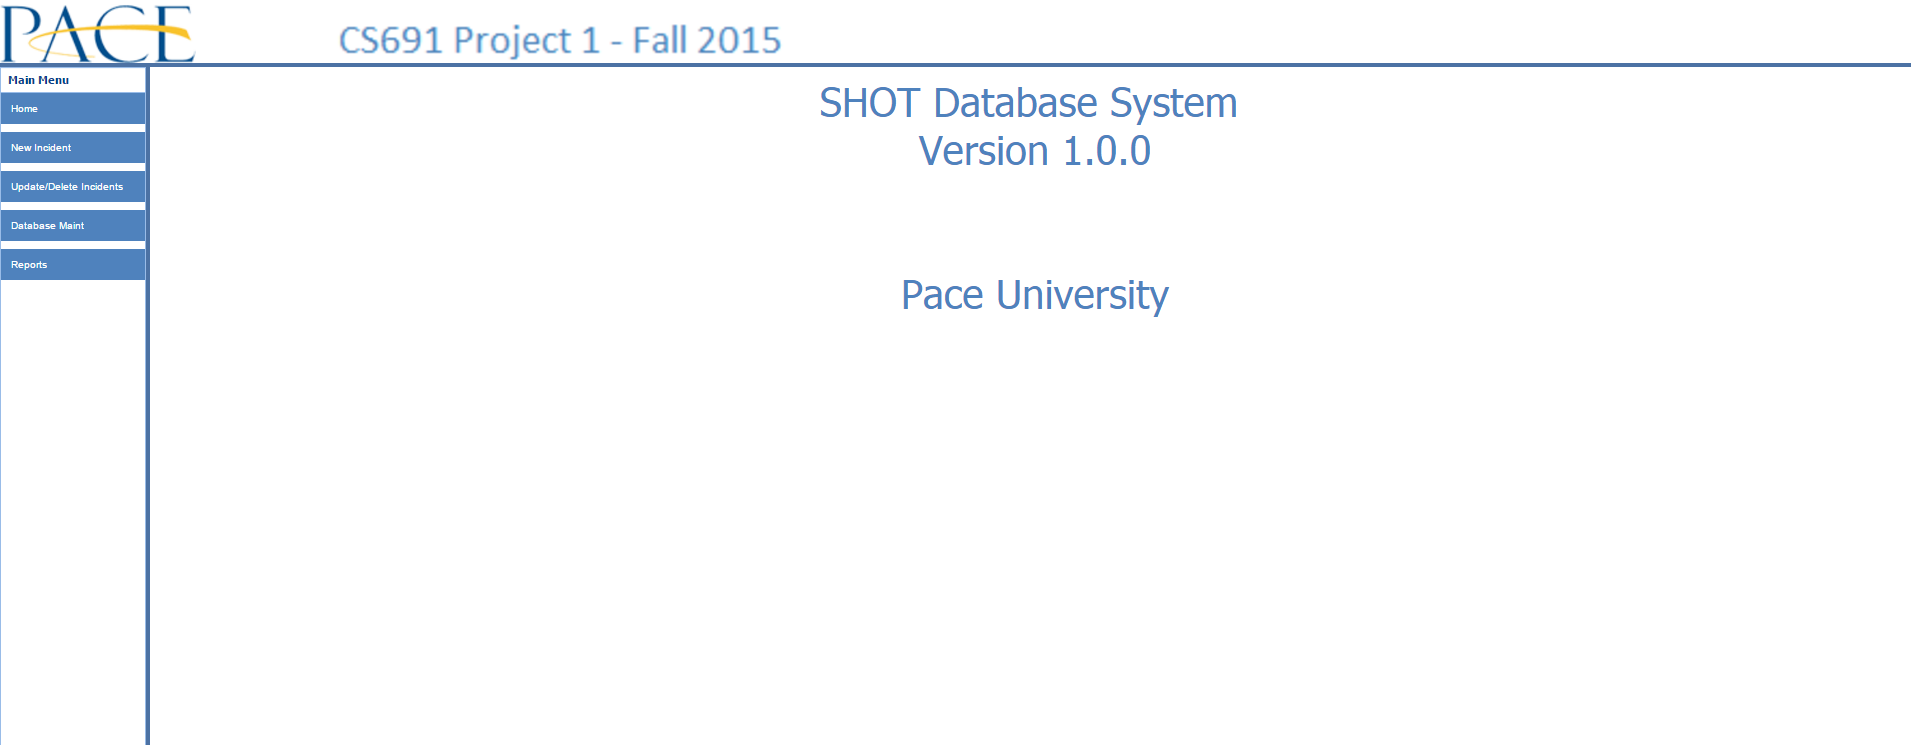 PACE
CS691 Project 1 - Fall 2015
Main Menu
Home
New Incident
Update/Delete Incidents
Database Maint
Reports
SHOT Database System
Version 1.0.0
Pace University